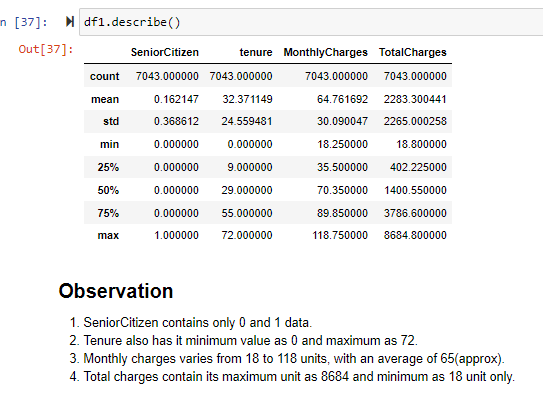 n [37]: df1.describe()
Out[37]:
SeniorCitizen tenure MonthlyCharges TotalCharges
count 7043.000000 7043.000000 7043.000000 7043.000000
mean 0.162147 32.371149 64.761692 2283.300441
std 0.368612 24.559481 30.090047 2265.000258
min 0.000000 0.000000 18.250000 18.800000
25% 0.000000 9.000000 35.500000 402.225000
50% 0.000000 29.000000 70.350000 1400.550000
75% 0.000000 55.000000 89.850000 3786.600000
max 1.000000 72.000000 118.750000 8684.800000
Observation
1. SeniorCitizen contains only 0 and 1 data.
2. Tenure also has it minimum value as 0 and maximum as 72.
3. Monthly charges varies from 18 to 118 units, with an average of 65(approx).
4. Total charges contain its maximum unit as 8684 and minimum as 18 unit only.